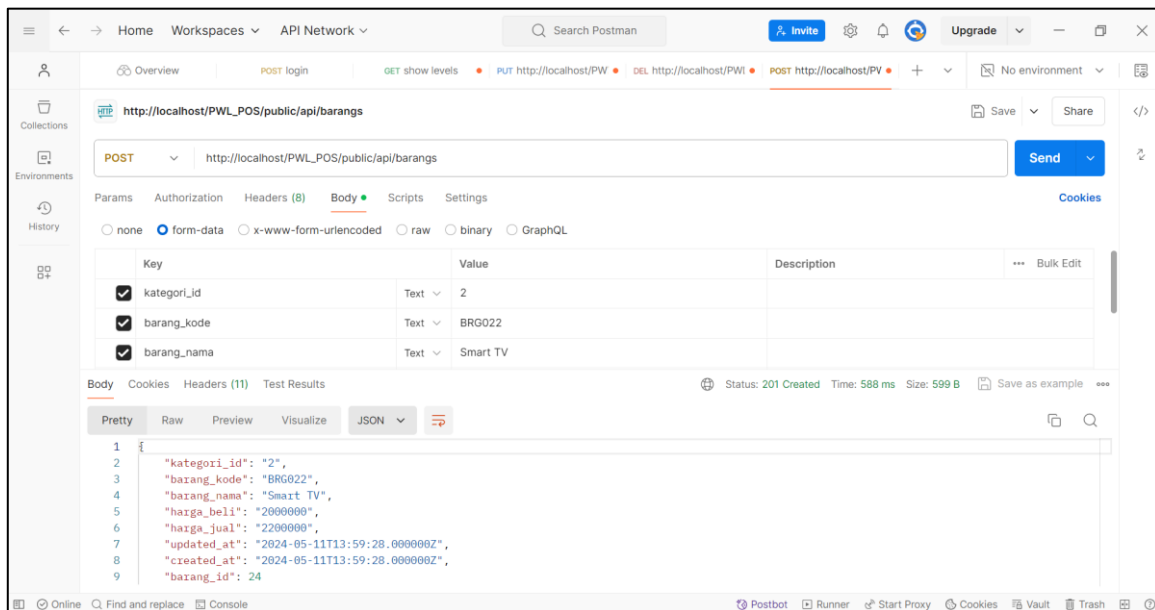 Home Workspaces API Network Search Postman Invite Upgrade
Overview POST login GET show levels PUT http://localhost/PW DEL http://localhost/PWL POST http://localhost/PV No environment
HTTP http://localhost/PWL_POS/public/api/barangs Save Share
Collections
POST http://localhost/PWL_POS/public/api/barangs Send
Environments
Params Authorization Headers (8) Body Scripts Settings Cookies
History
none form-data x-www-form-urlencoded raw binary GraphQL
Key Value Description Bulk Edit
kategori_id Text 2
barang_kode Text BRG022
barang_nama Text Smart TV
Body Cookies Headers (11) Test Results Status: 201 Created Time: 588 ms Size: 599 B Save as example
Pretty Raw Preview Visualize JSON
1 {
2 "kategori_id": "2",
3 "barang_kode": "BRG022",
4 "barang_nama": "Smart TV",
5 "harga_beli": "2000000",
6 "harga_jual": "2200000",
7 "updated_at": "2024-05-11T13:59:28.000000Z",
8 "created_at": "2024-05-11T13:59:28.000000Z",
9 "barang_id": 24
Online Find and replace Console Postbot Runner Start Proxy Cookies Vault Trash